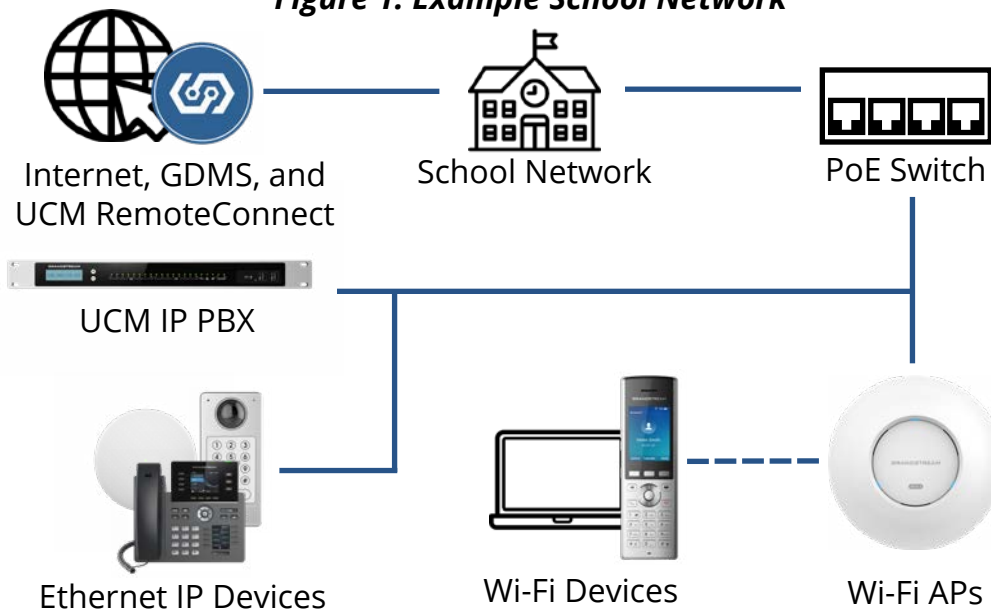 Figure 1. Example School Network
Internet, GDMS, and
UCM RemoteConnect
School Network
PoE Switch
UCM IP PBX
Ethernet IP Devices
Wi-Fi Devices
Wi-Fi APs
GRANDSTREAM